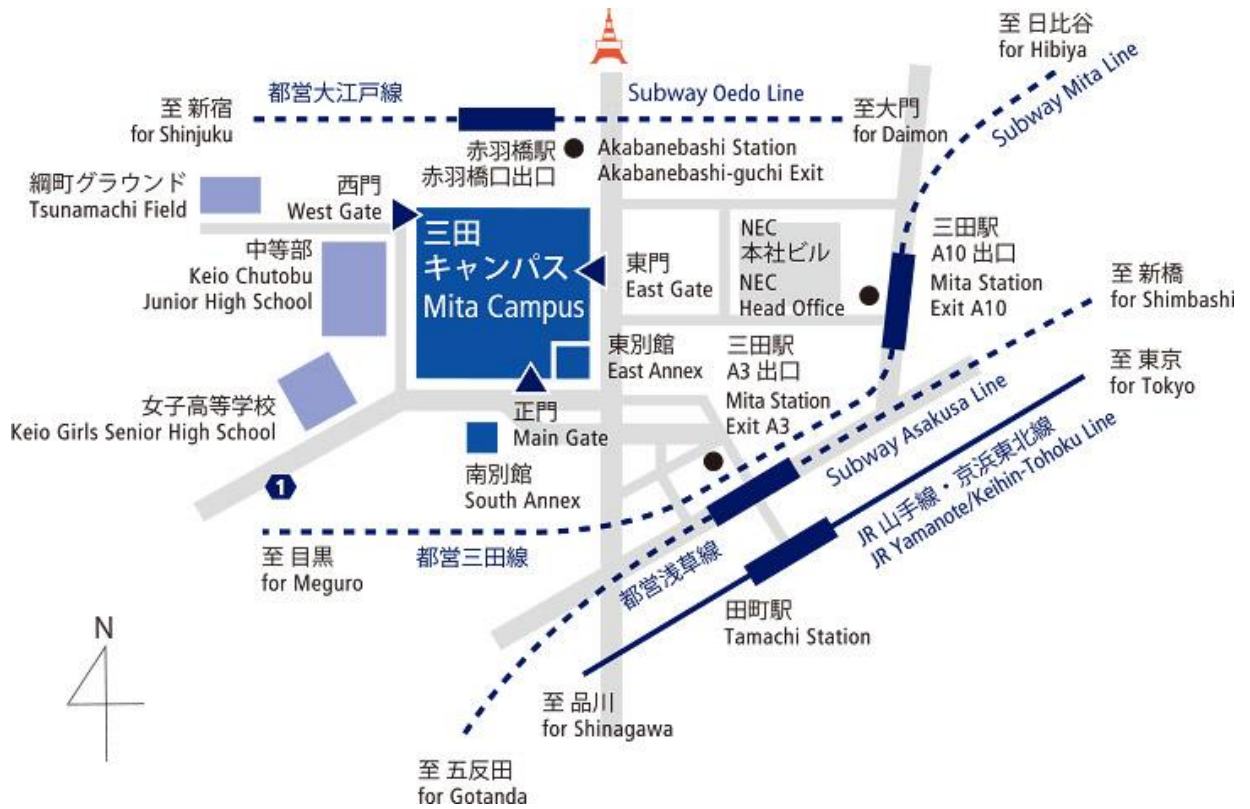 至 日比谷
for Hibiya
Subway Mita Line
都営大江戸線
Subway Oedo Line
至 新宿
for Shinjuku
至大門
for Daimon
赤羽橋駅
赤羽橋口出口
Akabanebashi Station
Akabanebashi-guchi Exit
綱町グラウンド
Tsunamachi Field
西門
West Gate
三田
キャンパス
Mita Campus
中等部
Keio Chutobu
Junior High School
東門
East Gate
NEC
本社ビル
NEC
Head Office
三田駅
A10 出口
Mita Station
Exit A10
至 新橋
for Shimbashi
東別館
East Annex
三田駅
A3 出口
Mita Station
Exit A3
至 東京
for Tokyo
女子高等学校
Keio Girls Senior High School
正門
Main Gate
南別館
South Annex
Subway Asakusa Line
JR 山手線・京浜東北線
JR Yamanote/Keihin-Tohoku Line
1
至 目黒
for Meguro
都営三田線
都営浅草線
田町駅
Tamachi Station
N
至 品川
for Shinagawa
至 五反田
for Gotanda